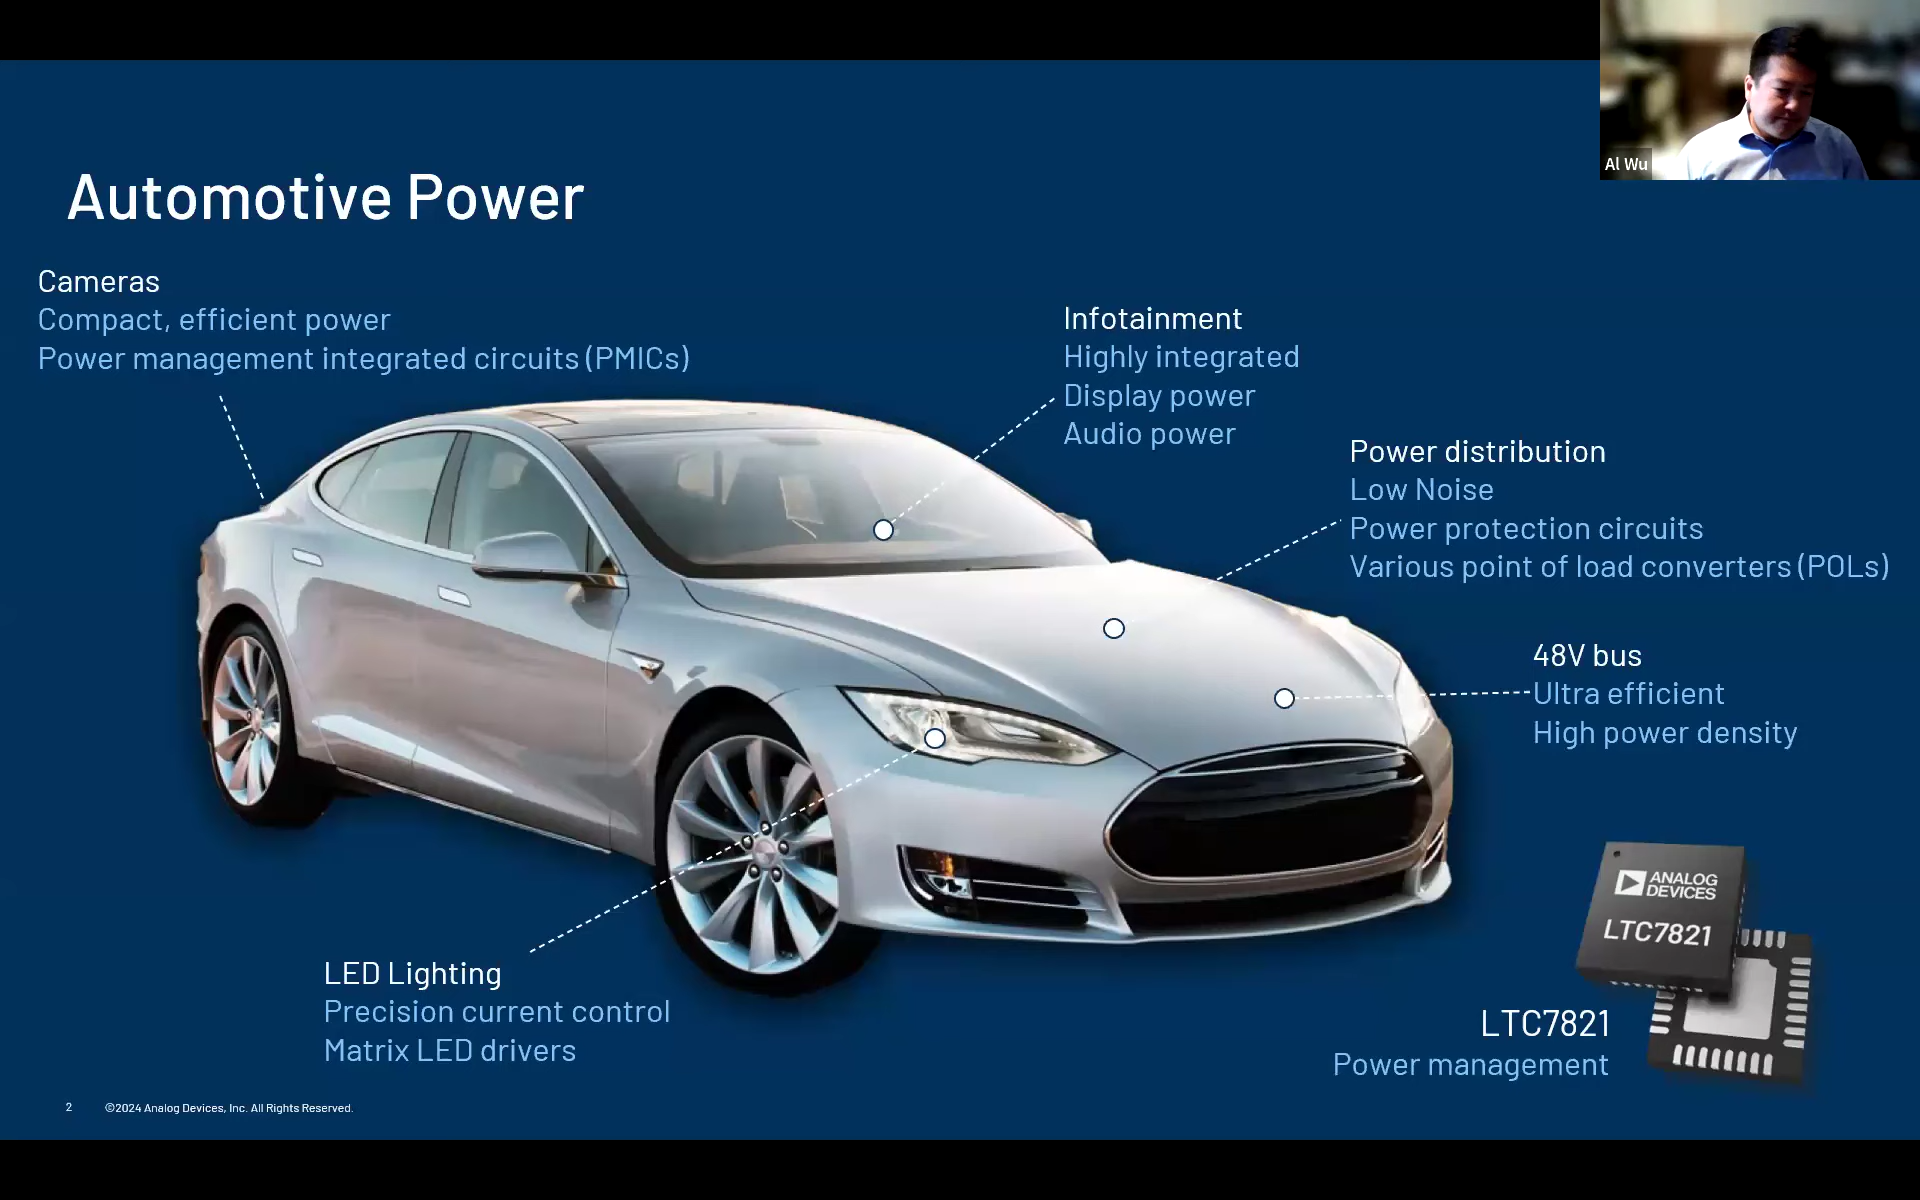 Al Wu
Automotive Power
Cameras
Compact, efficient power
Power management integrated circuits (PMICs)
Infotainment
Highly integrated
Display power
Audio power
Power distribution
Low Noise
Power protection circuits
Various point of load converters (POLs)
48V bus
Ultra efficient
High power density
LED Lighting
Precision current control
Matrix LED drivers
ANALOG
DEVICES
LTC7821
LTC7821
Power management
2 ©2024 Analog Devices, Inc. All Rights Reserved.